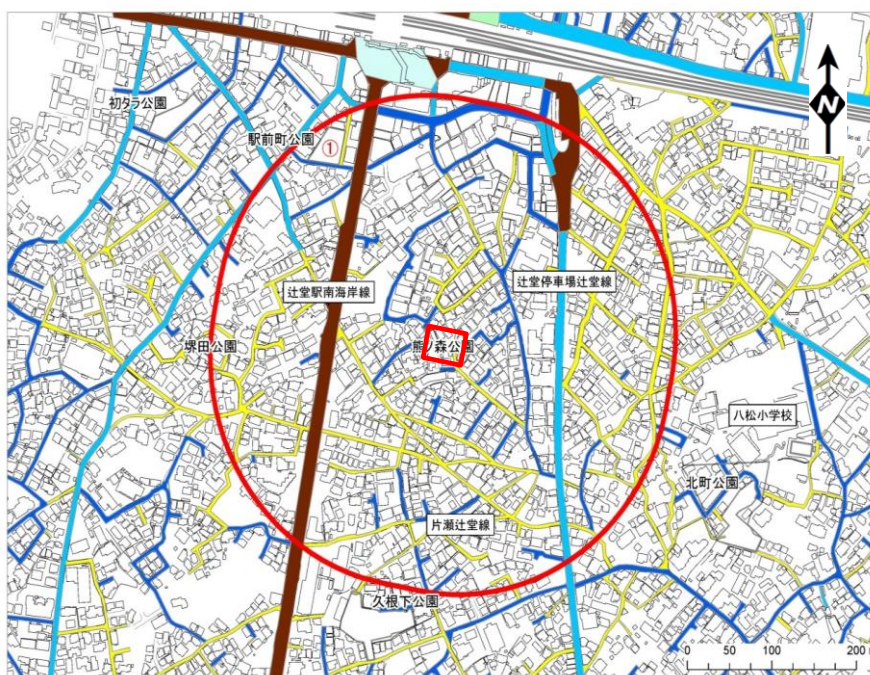 N
初タラ公園
駅前町公園
①
辻堂駅南海岸線
辻堂停車場辻堂線
堺田公園
熊ノ森公園
八松小学校
北町公園
片瀬辻堂線
久根下公園
0 50 100 200